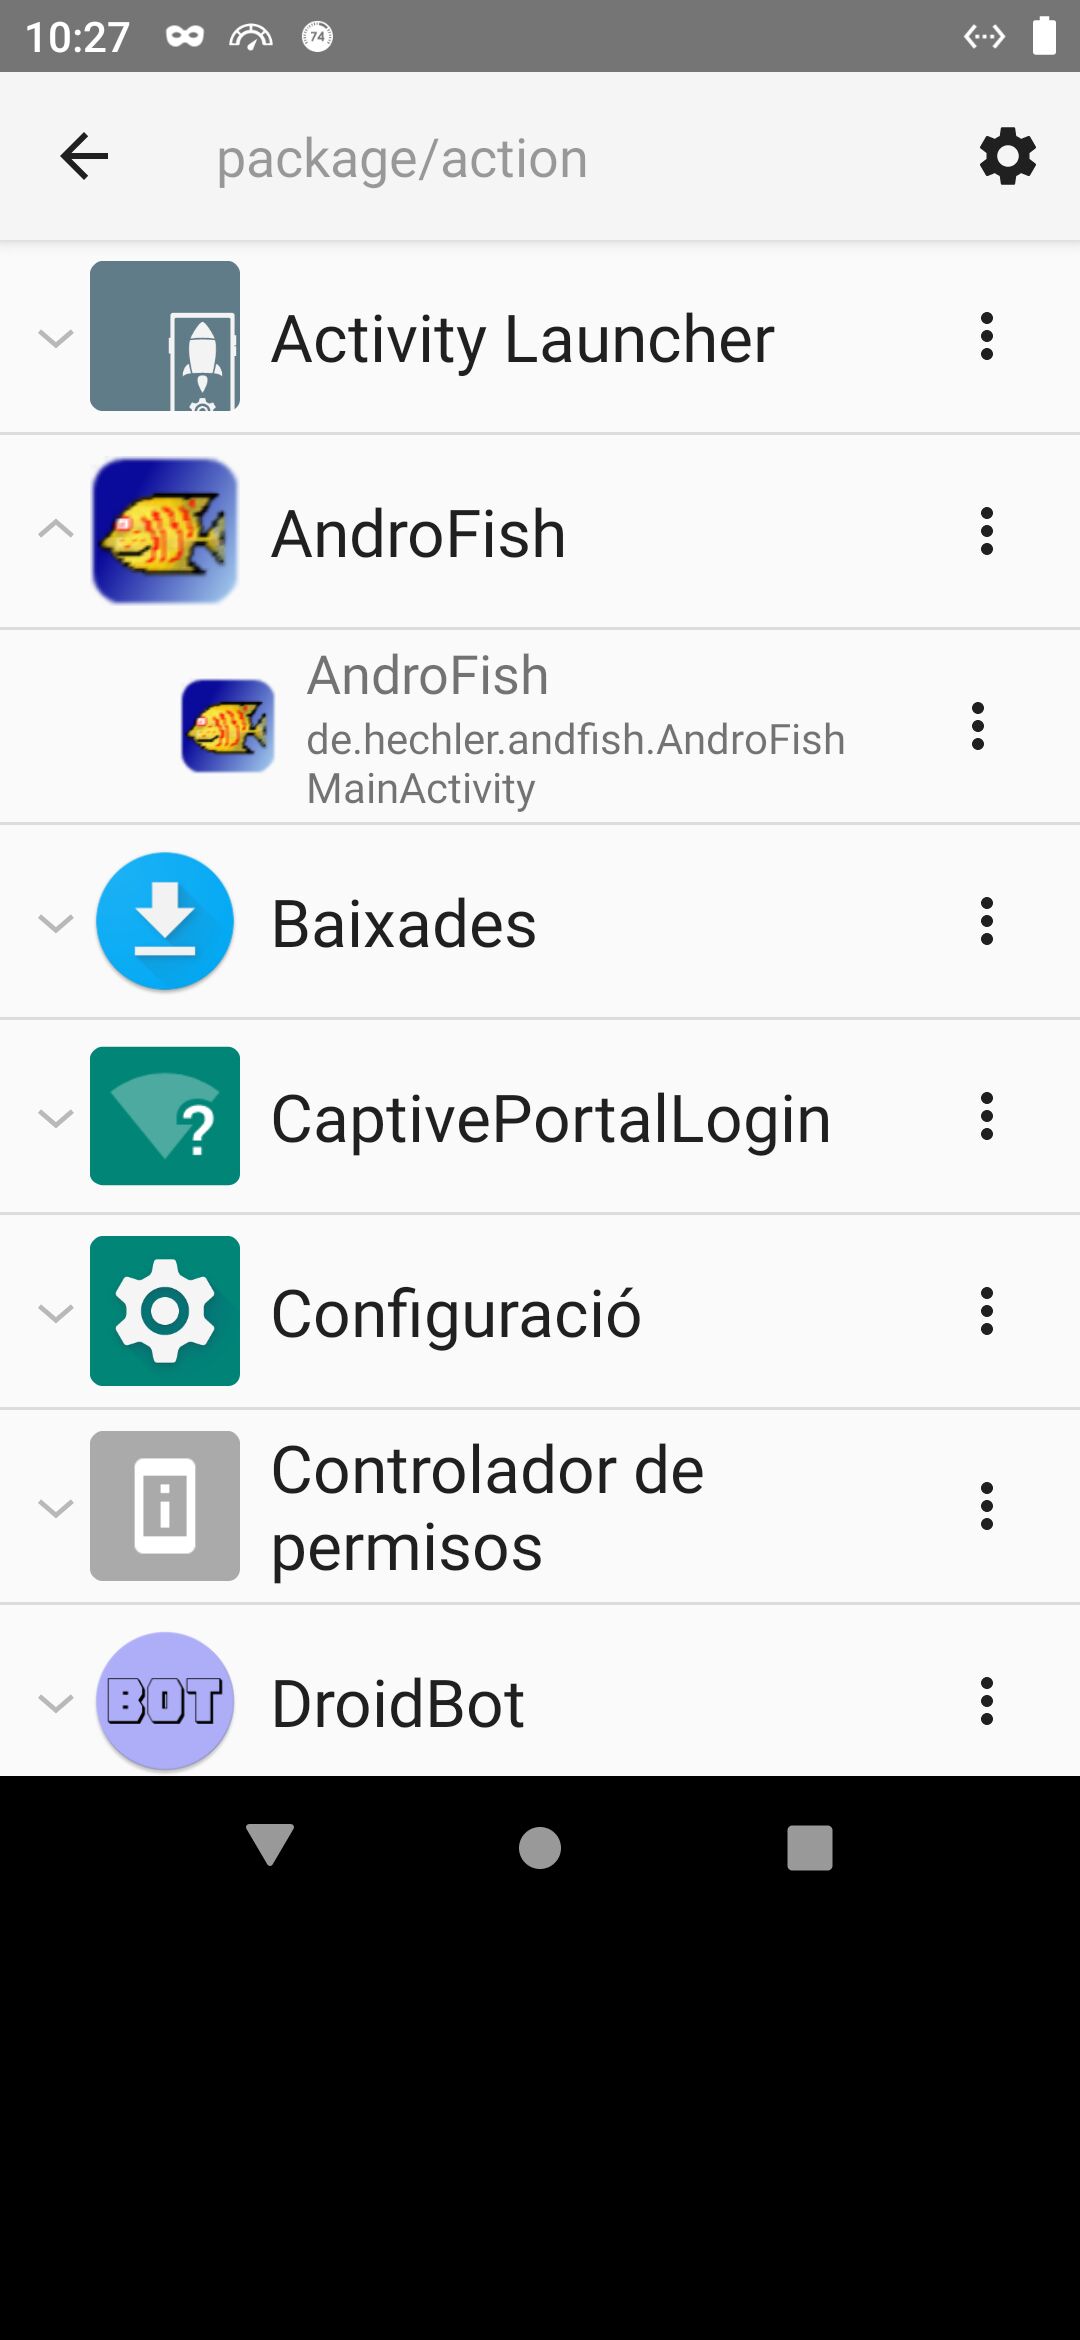 10:27
74
package/action
Activity Launcher
AndroFish
AndroFish
de.hechler.andfish.AndroFish
MainActivity
Baixades
?
CaptivePortalLogin
Configuració
i
Controlador de
permisos
BOT
DroidBot